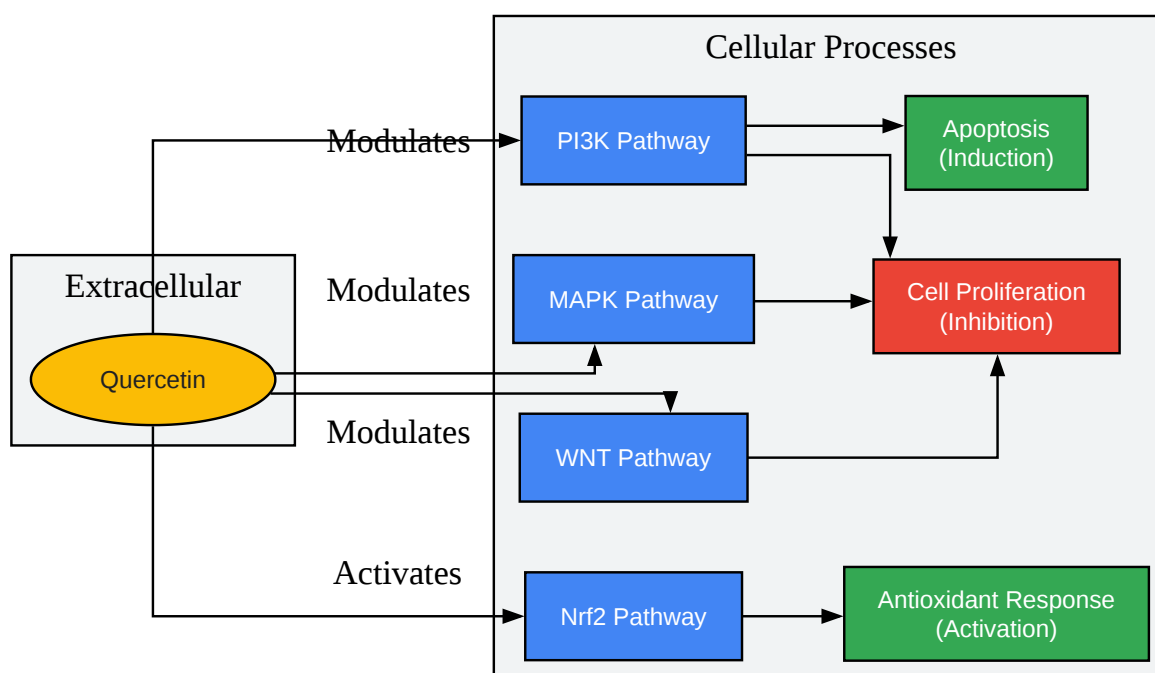 Cellular Processes
Modulates
PI3K Pathway
Apoptosis
(Induction)
Extracellular
Modulates
MAPK Pathway
Cell Proliferation
(Inhibition)
Quercetin
Modulates
WNT Pathway
Activates
Nrf2 Pathway
Antioxidant Response
(Activation)